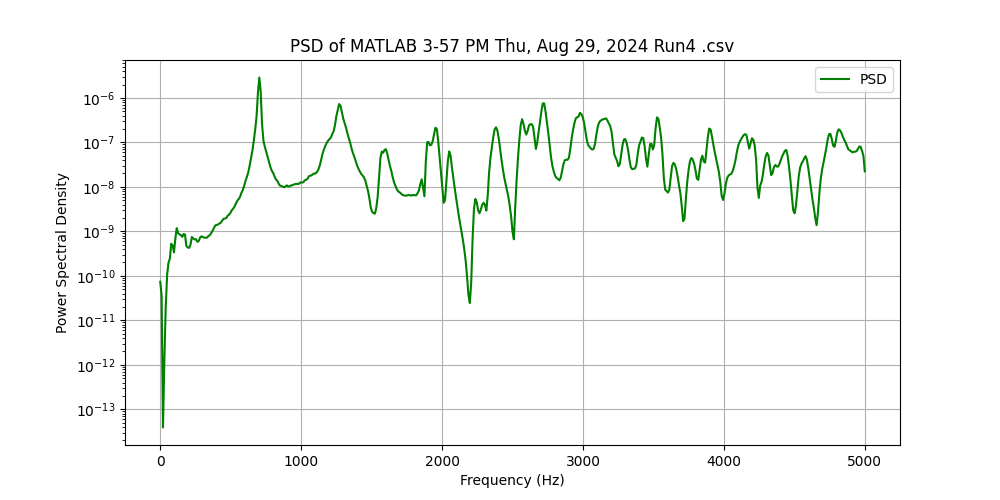 PSD of MATLAB 3-57 PM Thu, Aug 29, 2024 Run4 .csv
PSD
Power Spectral Density
10⁻⁶
10⁻⁷
10⁻⁸
10⁻⁹
10⁻¹⁰
10⁻¹¹
10⁻¹²
10⁻¹³
0 1000 2000 3000 4000 5000
Frequency (Hz)